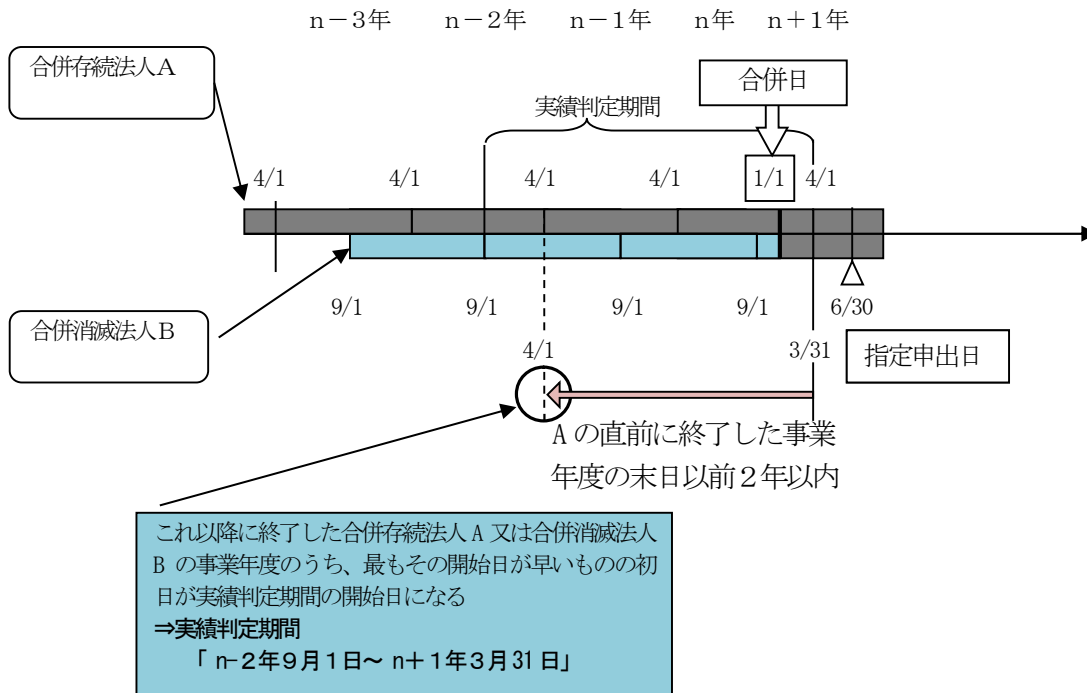 n-3年 n-2年 n-1年 n年 n+1年
合併存続法人A
合併日
実績判定期間
4/1 4/1 4/1 4/1 1/1 4/1
9/1 9/1 9/1 9/1 6/30
合併消滅法人B
4/1 3/31 指定申出日
Aの直前に終了した事業
年度の末日以前2年以内
これ以降に終了した合併存続法人A又は合併消滅法人
Bの事業年度のうち、最もその開始日が早いものの初
日が実績判定期間の開始日になる
⇒実績判定期間
「n-2年9月1日~n+1年3月31日」